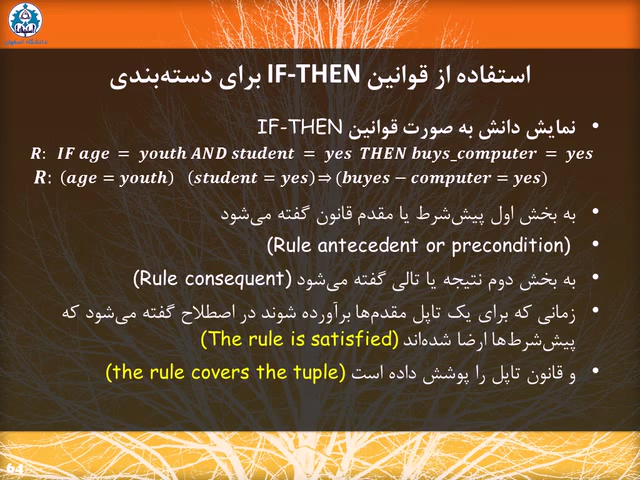 دانشگاه اصفهان
استفاده از قوانین IF-THEN برای دسته‌بندی
• نمایش دانش به صورت قوانین IF-THEN
R: IF age = youth AND student = yes THEN buys_computer = yes
R: (age = youth) (student = yes) ⇒ (buyes − computer = yes)
• به بخش اول پیش‌شرط یا مقدم قانون گفته می‌شود
• (Rule antecedent or precondition)
• به بخش دوم نتیجه یا تالی گفته می‌شود (Rule consequent)
• زمانی که برای یک تاپل مقدم‌ها برآورده شوند در اصطلاح گفته می‌شود که
پیش‌شرط‌ها ارضا شده‌اند (The rule is satisfied)
• و قانون تاپل را پوشش داده است (the rule covers the tuple)
64